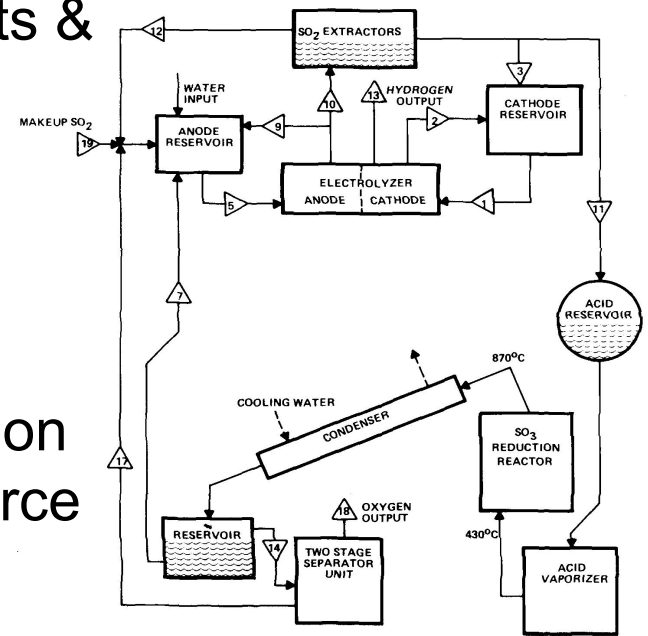 ts &
12
SO2 EXTRACTORS
3
WATER
INPUT
10
13
HYDROGEN
OUTPUT
2
CATHODE
RESERVOIR
MAKEUP SO2
19
ANODE
RESERVOIR
9
ELECTROLYZER
ANODE
CATHODE
5
1
11
7
ACID
RESERVOIR
870°C
COOLING WATER
CONDENSER
SO3
REDUCTION
REACTOR
on
rce
17
RESERVOIR
14
18
OXYGEN
OUTPUT
TWO STAGE
SEPARATOR
UNIT
430°C
ACID
VAPORIZER